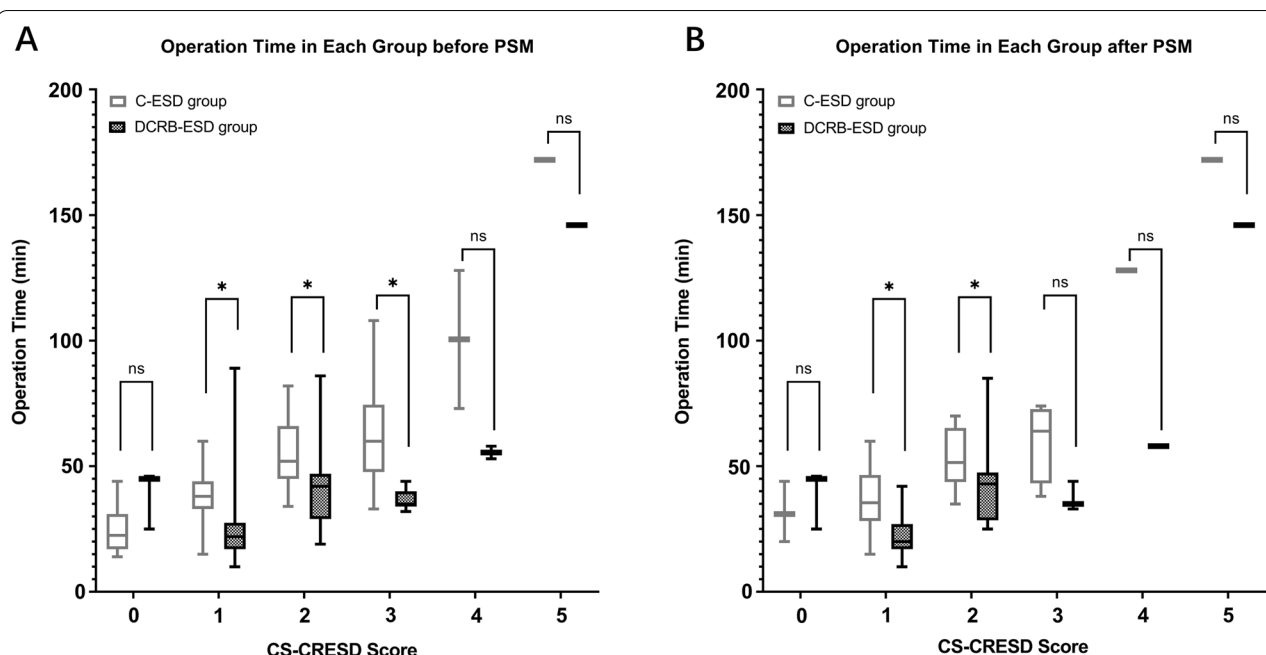 A
Operation Time in Each Group before PSM
200
150
100
50
0
Operation Time (min)
C-ESD group
DCRB-ESD group
ns
*
*
*
ns
ns
0 1 2 3 4 5
CS-CRESD Score
B
Operation Time in Each Group after PSM
200
150
100
50
0
Operation Time (min)
C-ESD group
DCRB-ESD group
ns
*
*
ns
ns
ns
0 1 2 3 4 5
CS-CRESD Score